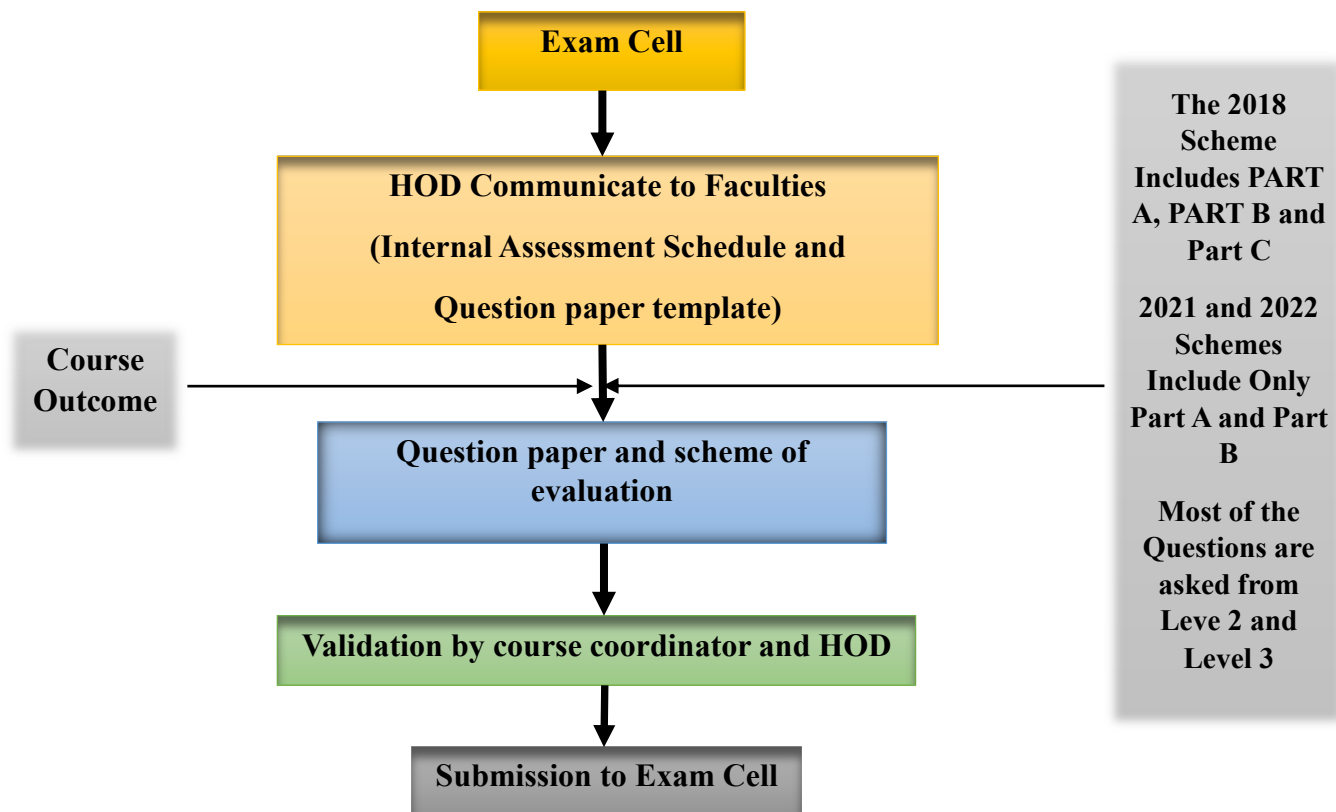 Exam Cell
HOD Communicate to Faculties
(Internal Assessment Schedule and
Question paper template)
Course
Outcome
Question paper and scheme of
evaluation
Validation by course coordinator and HOD
Submission to Exam Cell
The 2018
Scheme
Includes PART
A, PART B and
Part C
2021 and 2022
Schemes
Include Only
Part A and Part
B
Most of the
Questions are
asked from
Leve 2 and
Level 3